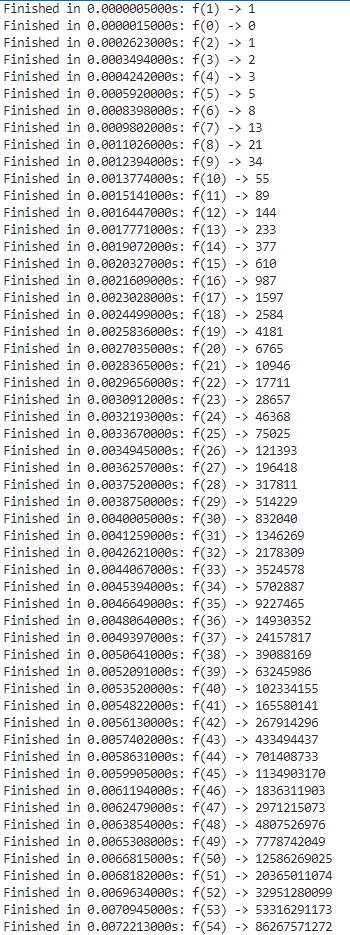 Finished in 0.0000005000s: f(1) -> 1
Finished in 0.0000015000s: f(0) -> 0
Finished in 0.0002623000s: f(2) -> 1
Finished in 0.0003494000s: f(3) -> 2
Finished in 0.0004242000s: f(4) -> 3
Finished in 0.0005920000s: f(5) -> 5
Finished in 0.0008398000s: f(6) -> 8
Finished in 0.0009802000s: f(7) -> 13
Finished in 0.0011026000s: f(8) -> 21
Finished in 0.0012394000s: f(9) -> 34
Finished in 0.0013774000s: f(10) -> 55
Finished in 0.0015141000s: f(11) -> 89
Finished in 0.0016447000s: f(12) -> 144
Finished in 0.0017771000s: f(13) -> 233
Finished in 0.0019072000s: f(14) -> 377
Finished in 0.0020327000s: f(15) -> 610
Finished in 0.0021609000s: f(16) -> 987
Finished in 0.0023028000s: f(17) -> 1597
Finished in 0.0024499000s: f(18) -> 2584
Finished in 0.0025836000s: f(19) -> 4181
Finished in 0.0027035000s: f(20) -> 6765
Finished in 0.0028365000s: f(21) -> 10946
Finished in 0.0029656000s: f(22) -> 17711
Finished in 0.0030912000s: f(23) -> 28657
Finished in 0.0032193000s: f(24) -> 46368
Finished in 0.0033670000s: f(25) -> 75025
Finished in 0.0034945000s: f(26) -> 121393
Finished in 0.0036257000s: f(27) -> 196418
Finished in 0.0037520000s: f(28) -> 317811
Finished in 0.0038750000s: f(29) -> 514229
Finished in 0.0040005000s: f(30) -> 832040
Finished in 0.0041259000s: f(31) -> 1346269
Finished in 0.0042621000s: f(32) -> 2178309
Finished in 0.0044067000s: f(33) -> 3524578
Finished in 0.0045394000s: f(34) -> 5702887
Finished in 0.0046649000s: f(35) -> 9227465
Finished in 0.0048064000s: f(36) -> 14930352
Finished in 0.0049397000s: f(37) -> 24157817
Finished in 0.0050641000s: f(38) -> 39088169
Finished in 0.0052091000s: f(39) -> 63245986
Finished in 0.0053520000s: f(40) -> 102334155
Finished in 0.0054822000s: f(41) -> 165580141
Finished in 0.0056130000s: f(42) -> 267914296
Finished in 0.0057402000s: f(43) -> 433494437
Finished in 0.0058631000s: f(44) -> 701408733
Finished in 0.0059905000s: f(45) -> 1134903170
Finished in 0.0061194000s: f(46) -> 1836311903
Finished in 0.0062479000s: f(47) -> 2971215073
Finished in 0.0063854000s: f(48) -> 4807526976
Finished in 0.0065308000s: f(49) -> 7778742049
Finished in 0.0066815000s: f(50) -> 12586269025
Finished in 0.0068182000s: f(51) -> 20365011074
Finished in 0.0069634000s: f(52) -> 32951280099
Finished in 0.0070945000s: f(53) -> 53316291173
Finished in 0.0072213000s: f(54) -> 86267571272